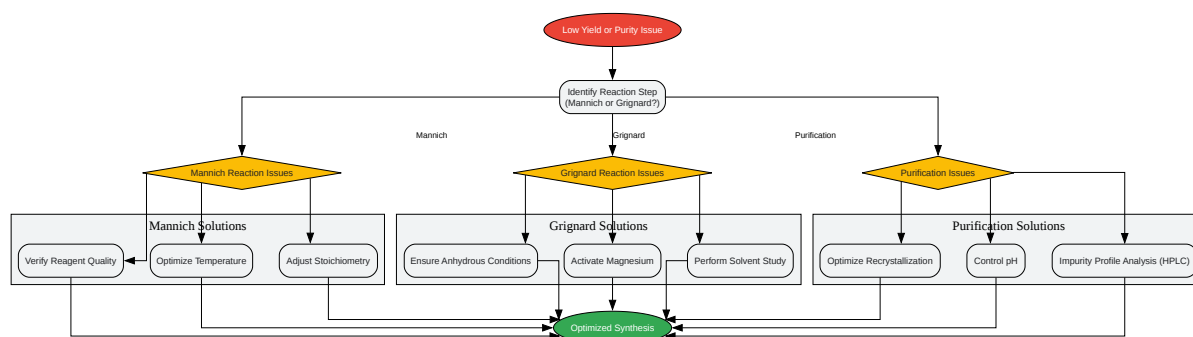 Low Yield or Purity Issue
Identify Reaction Step
(Mannich or Grignard?)
Mannich
Grignard
Purification
Mannich Reaction Issues
Grignard Reaction Issues
Purification Issues
Mannich Solutions
Grignard Solutions
Purification Solutions
Verify Reagent Quality
Optimize Temperature
Adjust Stoichiometry
Ensure Anhydrous Conditions
Activate Magnesium
Perform Solvent Study
Optimize Recrystallization
Control pH
Impurity Profile Analysis (HPLC)
Optimized Synthesis